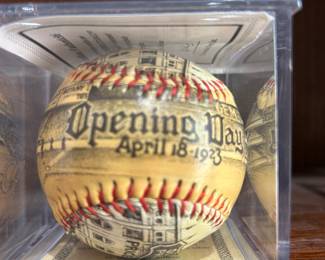 Opening Day
April 18-1923